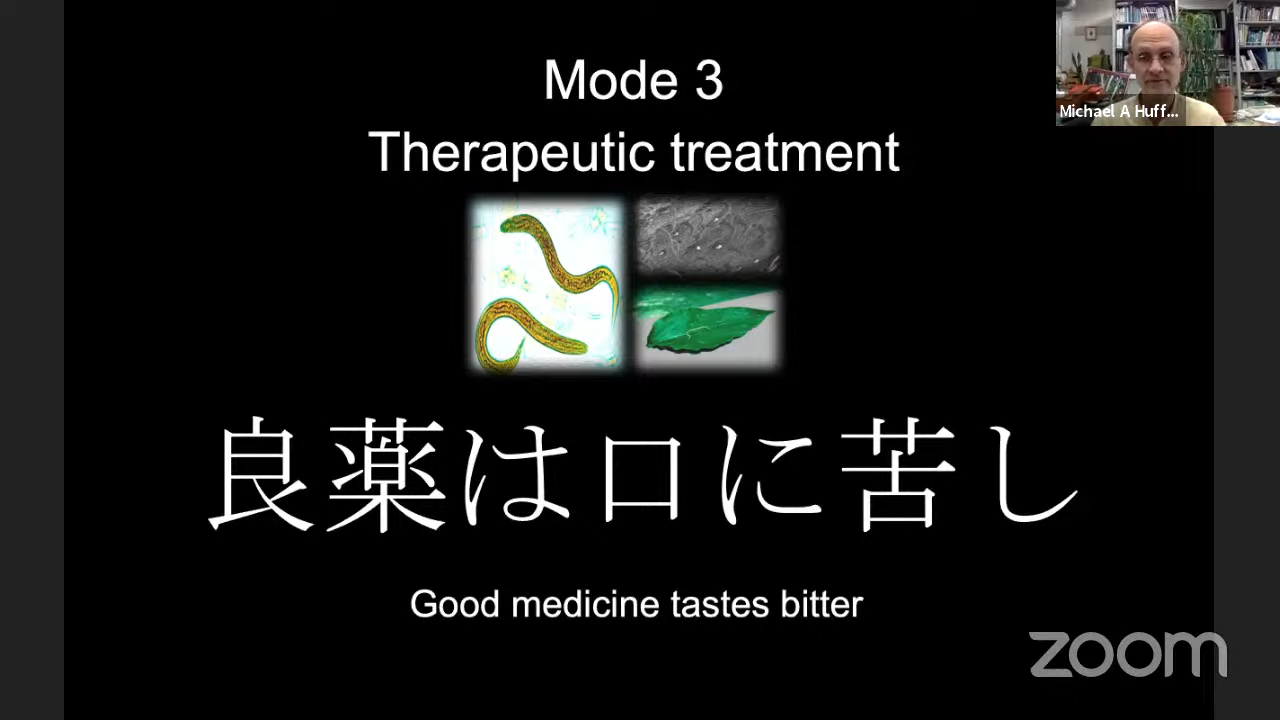 Mode 3
Therapeutic treatment
Michael A Huff...
良薬は口に苦し
Good medicine tastes bitter
zoom